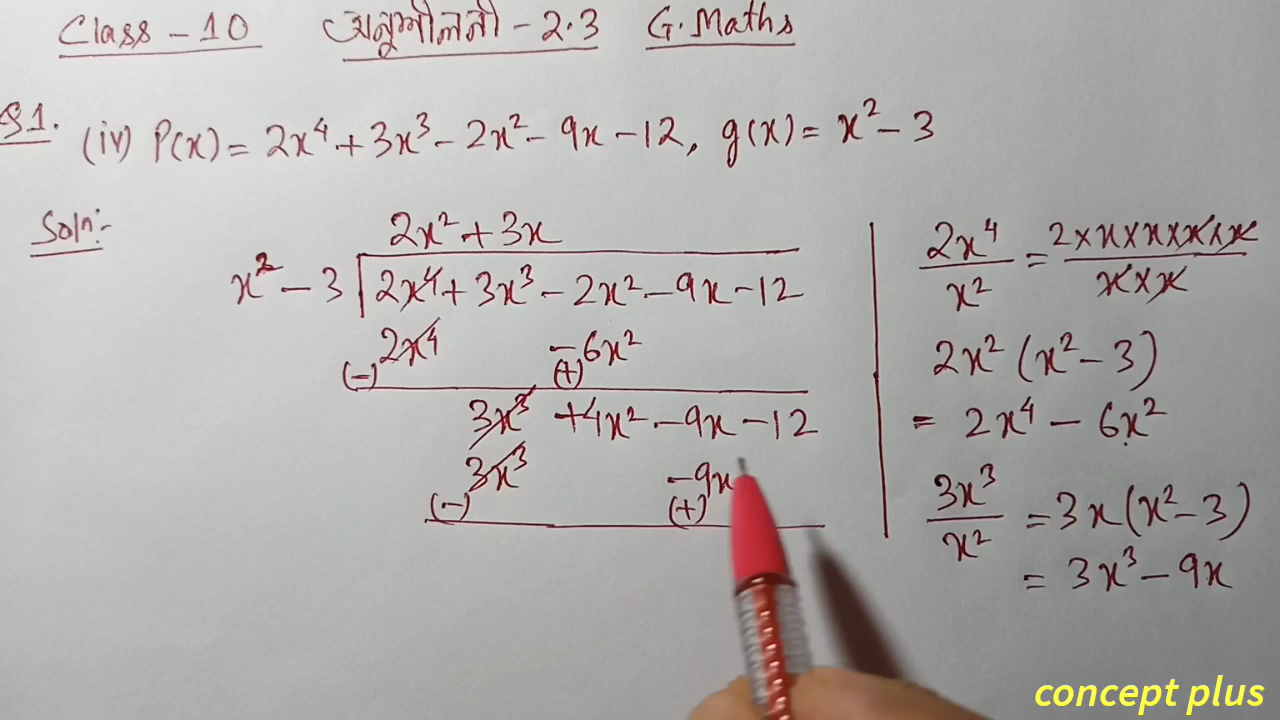 Class - 10 অনুশীলনী - 2.3 G. Maths
Q1. (iv) P(x) = 2x⁴ + 3x³ - 2x² - 9x - 12, g(x) = x² - 3
Soln:-
2x² + 3x
x² - 3 | 2x⁴ + 3x³ - 2x² - 9x - 12
2x⁴ - 6x²
(-) (+)
3x³ + 4x² - 9x - 12
3x³ - 9x
(-) (+)
2x⁴/x² = 2×x×x×x×x/x×x
2x² (x² - 3)
= 2x⁴ - 6x²
3x³/x² = 3x(x² - 3)
= 3x³ - 9x
concept plus